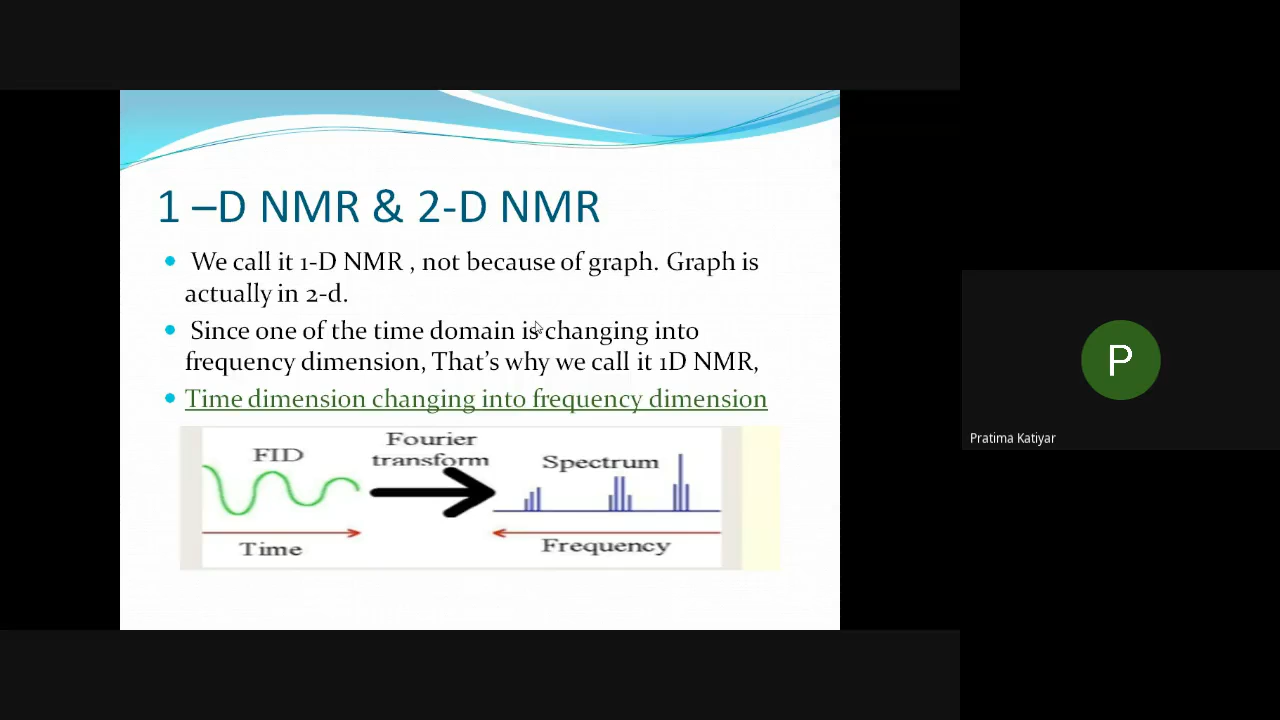 1 –D NMR & 2-D NMR
We call it 1-D NMR , not because of graph. Graph is
actually in 2-d.
Since one of the time domain is changing into
frequency dimension, That’s why we call it 1D NMR,
Time dimension changing into frequency dimension
FID
Fourier
transform
Spectrum
Time
Frequency
P
Pratima Katiyar